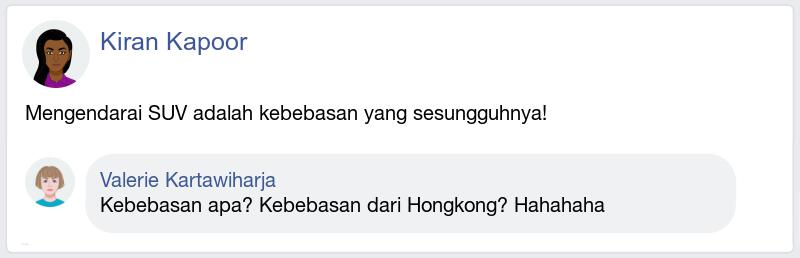 Kiran Kapoor
Mengendarai SUV adalah kebebasan yang sesungguhnya!
Valerie Kartawiharja
Kebebasan apa? Kebebasan dari Hongkong? Hahahaha